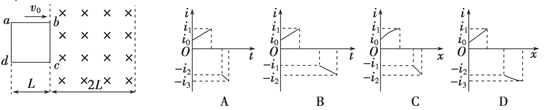 v₀
a b
d c
L 2L
i
i₁
i₀
O t
-i₂
-i₃
A
i
i₁
i₀
O t
-i₁
-i₂
B
i
i₁
i₀
O x
-i₂
-i₃
C
i
i₁
i₀
O x
-i₁
-i₂
D